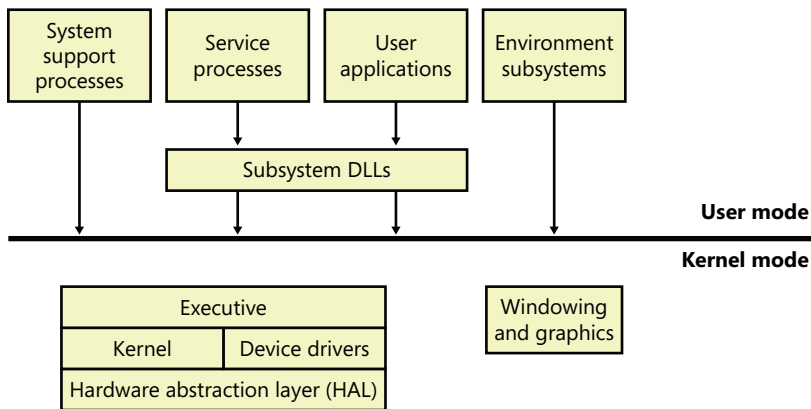 System
support
processes
Service
processes
User
applications
Environment
subsystems
Subsystem DLLs
User mode
Kernel mode
Executive
Kernel
Device drivers
Hardware abstraction layer (HAL)
Windowing
and graphics